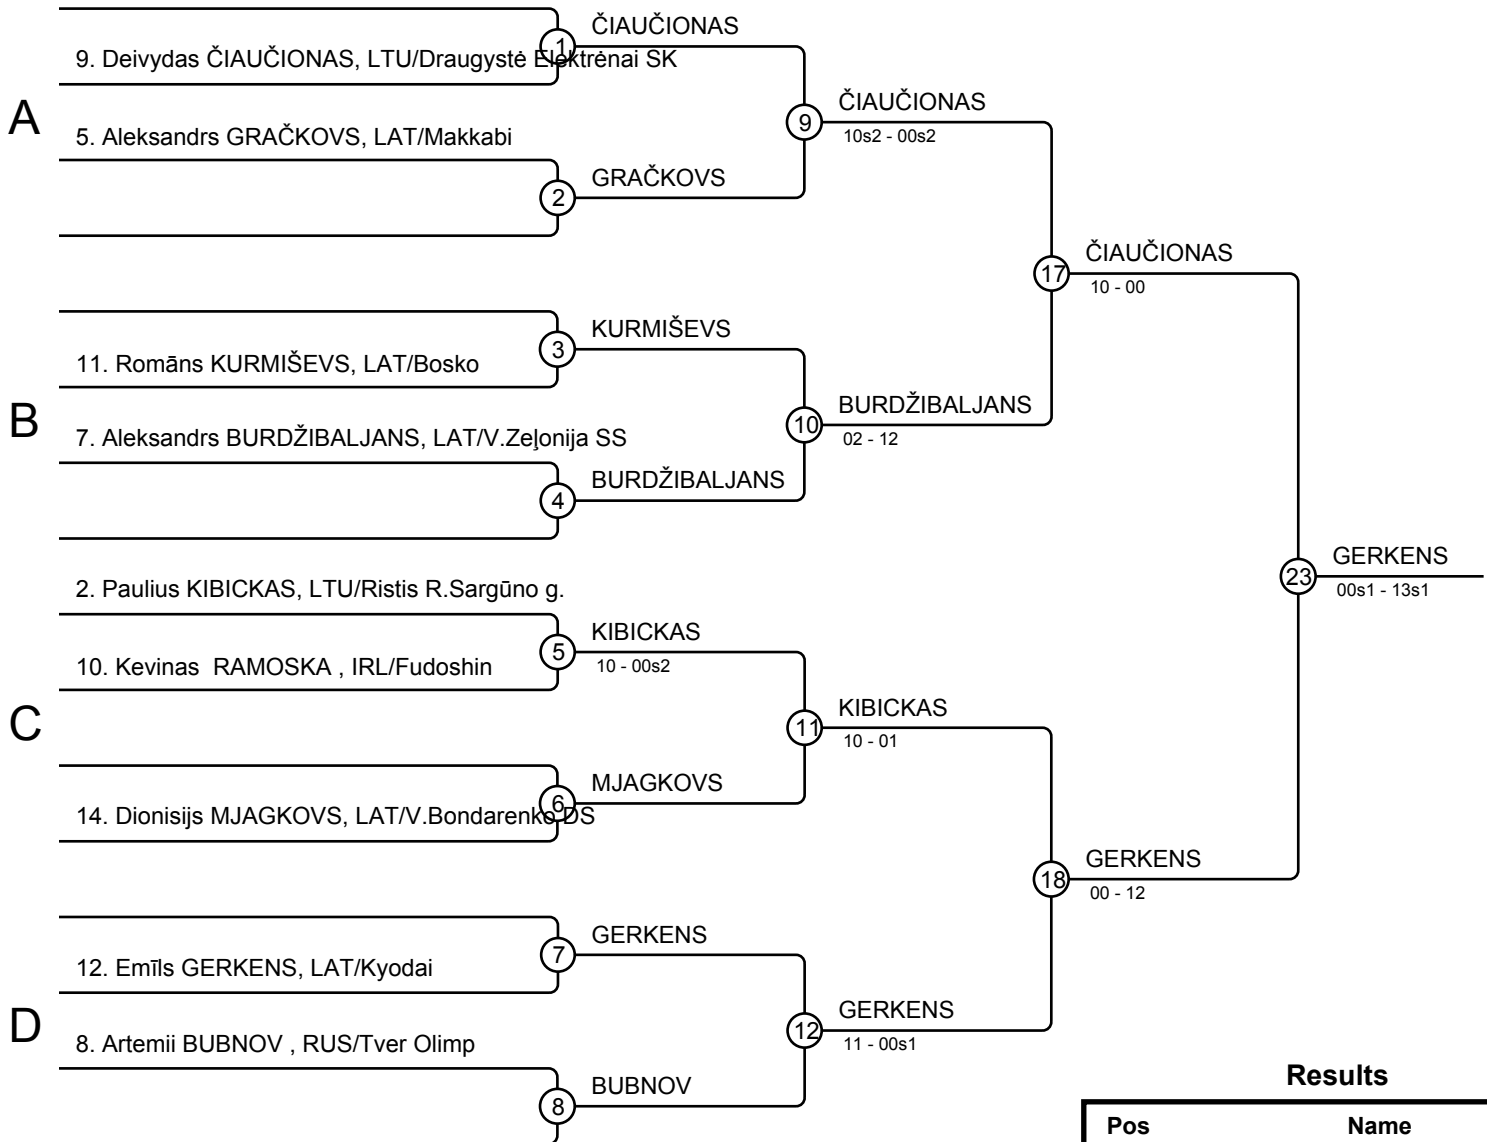 ČIAUČIONAS
1
9. Deivydas ČIAUČIONAS, LTU/Draugystė Elektrėnai SK
A
ČIAUČIONAS
9
10s2 - 00s2
5. Aleksandrs GRAČKOVS, LAT/Makkabi
GRAČKOVS
2
ČIAUČIONAS
17
10 - 00
KURMIŠEVS
3
11. Romāns KURMIŠEVS, LAT/Bosko
B
BURDŽIBALJANS
10
02 - 12
7. Aleksandrs BURDŽIBALJANS, LAT/V.Zeļonija SS
BURDŽIBALJANS
4
GERKENS
23
00s1 - 13s1
2. Paulius KIBICKAS, LTU/Ristis R.Sargūno g.
KIBICKAS
5
10 - 00s2
10. Kevinas  RAMOSKA , IRL/Fudoshin
C
KIBICKAS
11
10 - 01
MJAGKOVS
6
14. Dionisijs MJAGKOVS, LAT/V.Bondarenko DS
GERKENS
18
00 - 12
GERKENS
7
12. Emīls GERKENS, LAT/Kyodai
D
GERKENS
12
11 - 00s1
8. Artemii BUBNOV , RUS/Tver Olimp
BUBNOV
8
Results
Pos Name